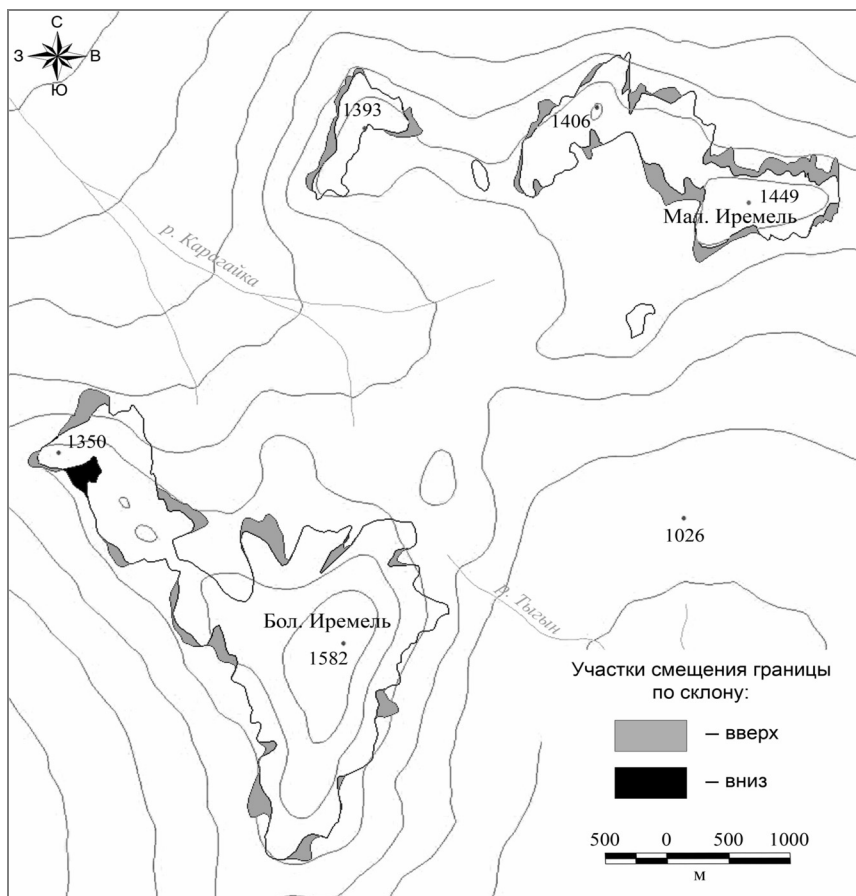 С
З В
Ю
1393
1406
1449
Мал. Иремель
р. Карагайка
1350
1026
р. Тыгын
Бол. Иремель
1582
Участки смещения границы
по склону:
– вверх
– вниз
500 0 500 1000
м